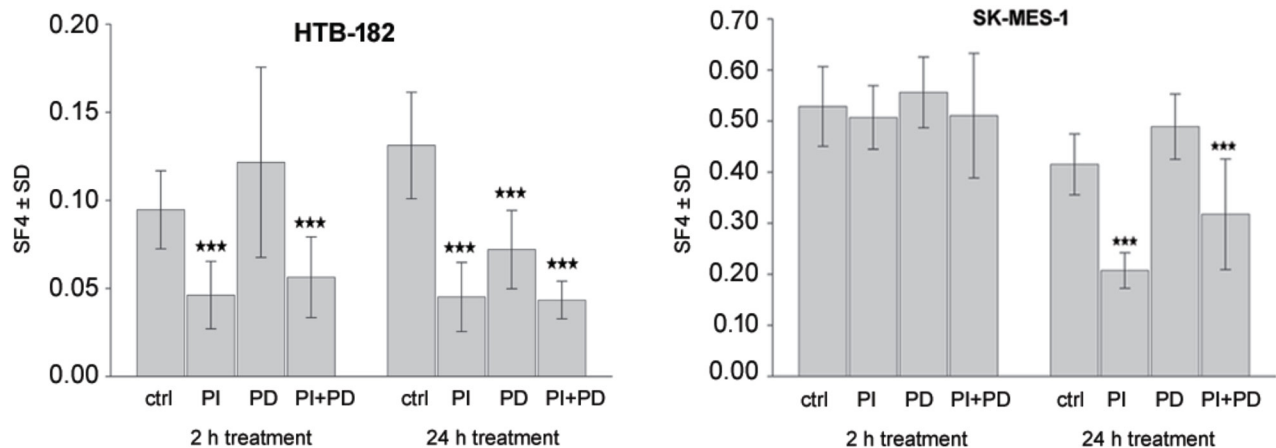 HTB-182
SF4 ± SD
0.20
0.15
0.10
0.05
0.00
★★★
★★★
★★★
★★★
★★★
ctrl PI PD PI+PD ctrl PI PD PI+PD
2 h treatment 24 h treatment
SK-MES-1
SF4 ± SD
0.70
0.60
0.50
0.40
0.30
0.20
0.10
0.00
★★★
★★★
ctrl PI PD PI+PD ctrl PI PD PI+PD
2 h treatment 24 h treatment